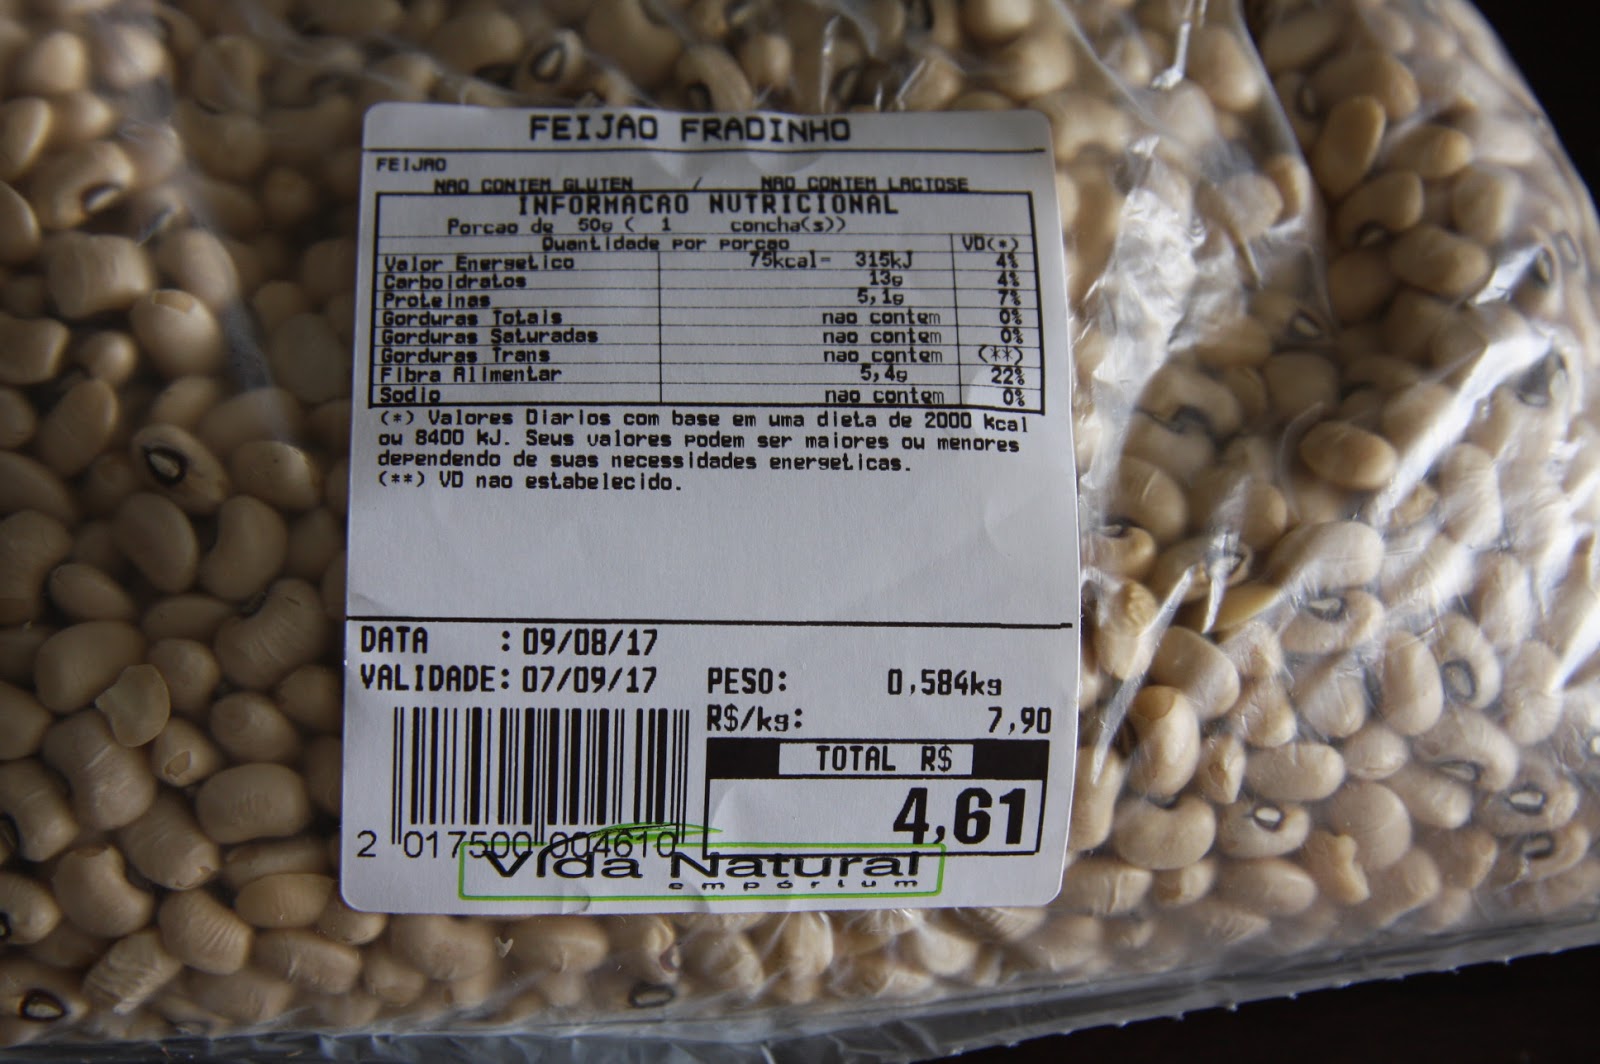 FEIJAO FRADINHO
FEIJAO
NAO CONTEM GLUTEN / NAO CONTEM LACTOSE
INFORMACAO NUTRICIONAL
Porcao de 50g ( 1 concha(s))
Quantidade por porcao VD(*)
Valor Energetico 75kcal= 315kJ 4%
Carboidratos 13g 4%
Proteinas 5,1g 7%
Gorduras Totais nao contem 0%
Gorduras Saturadas nao contem 0%
Gorduras Trans nao contem (**)
Fibra Alimentar 5,4g 22%
Sodio nao contem 0%
(*) Valores Diarios com base em uma dieta de 2000 kcal
ou 8400 kJ. Seus valores podem ser maiores ou menores
dependendo de suas necessidades energeticas.
(**) VD nao estabelecido.
DATA : 09/08/17
VALIDADE: 07/09/17 PESO: 0,584kg
R$/kg: 7,90
TOTAL R$
4,61
2 017500 004610
Vida Natural
empórium